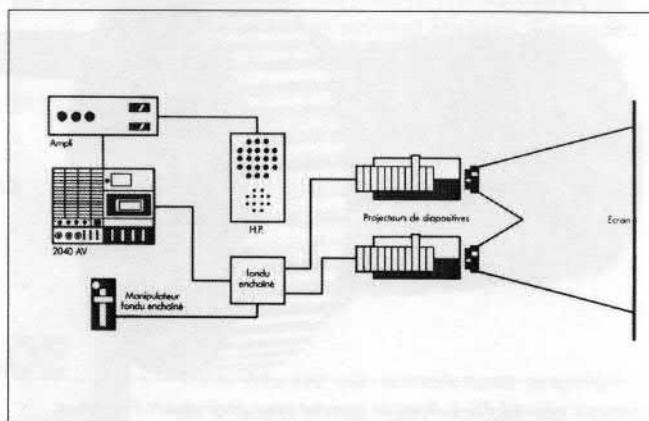 Ampli
2040 AV
H.P.
Manipulateur
fondu enchaîné
fondu
enchaîné
Projecteurs de diapositives
Ecran